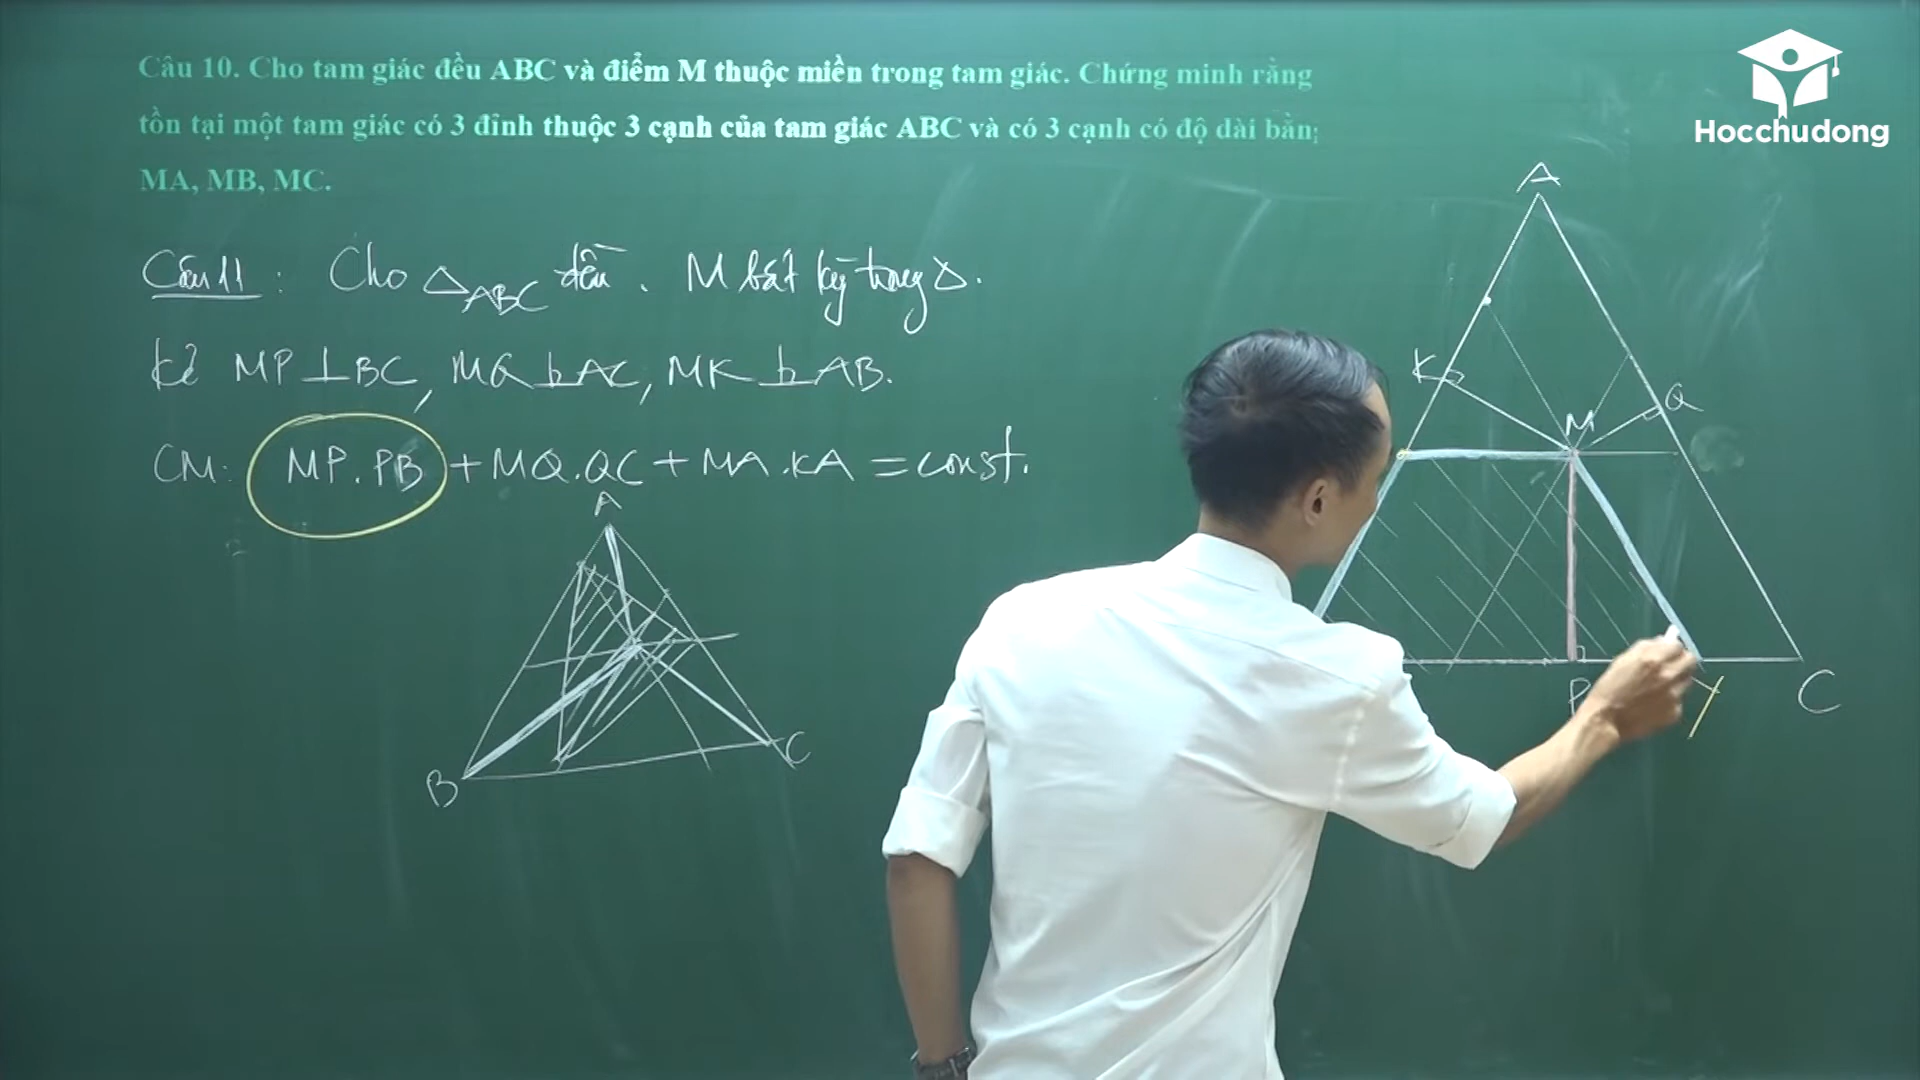 Câu 10. Cho tam giác đều ABC và điểm M thuộc miền trong tam giác. Chứng minh rằng
tồn tại một tam giác có 3 đỉnh thuộc 3 cạnh của tam giác ABC và có 3 cạnh có độ dài bằn
MA, MB, MC.
Hocchudong
Câu 11: Cho △ABC đều. M bất kỳ trong △.
kẻ MP⊥BC, MQ⊥AC, MK⊥AB.
CM: MP.PB + MQ.QC + MA.KA = const.
A
B
C
A
K
Q
M
P
C